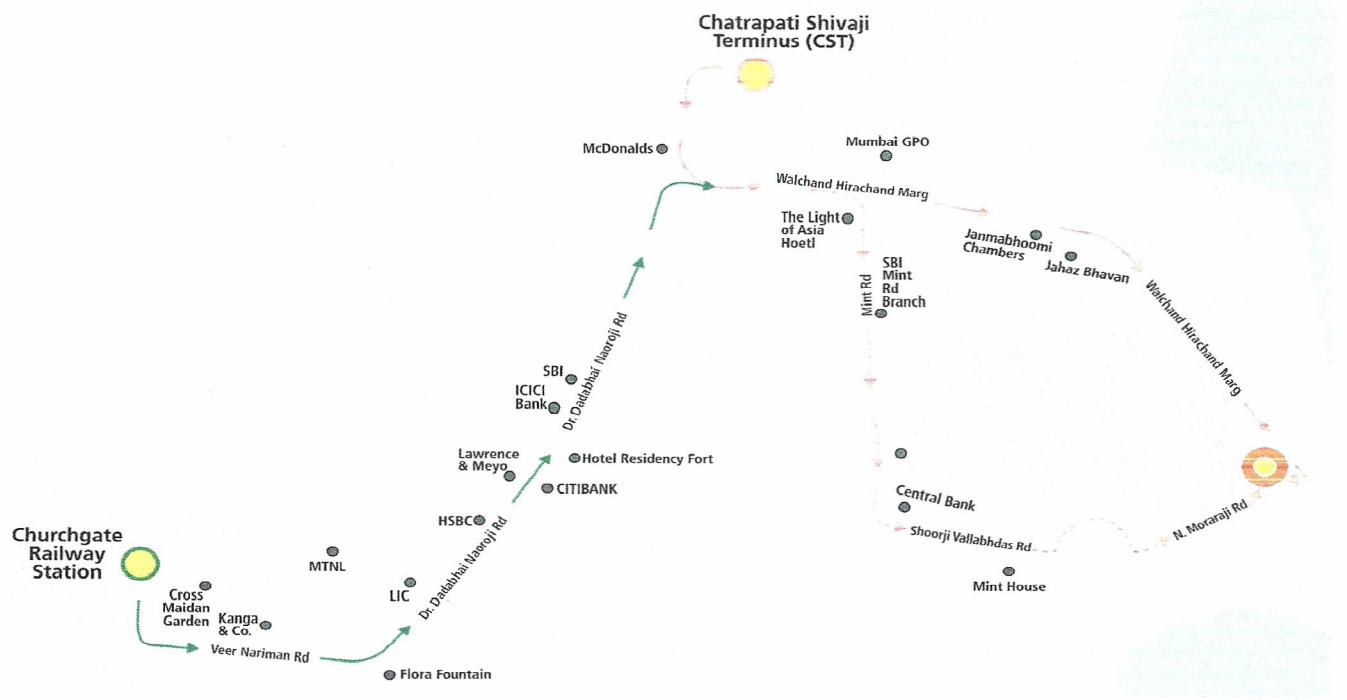 Chatrapati Shivaji
Terminus (CST)
McDonalds
Mumbai GPO
Walchand Hirachand Marg
The Light
of Asia
Hoetl
Janmabhoomi
Chambers
Jahaz Bhavan
SBI
Mint
Rd
Branch
Mint Rd
Walchand Hirachand Marg
Dr. Dadabhai Naoroji Rd
SBI
ICICI
Bank
Lawrence
& Meyo
Hotel Residency Fort
CITIBANK
HSBC
Central Bank
Shoorji Vallabhdas Rd
N. Moraraji Rd
Mint House
Churchgate
Railway
Station
MTNL
Cross
Maidan
Garden
Kanga
& Co.
LIC
Dr. Dadabhai Naoroji Rd
Veer Nariman Rd
Flora Fountain